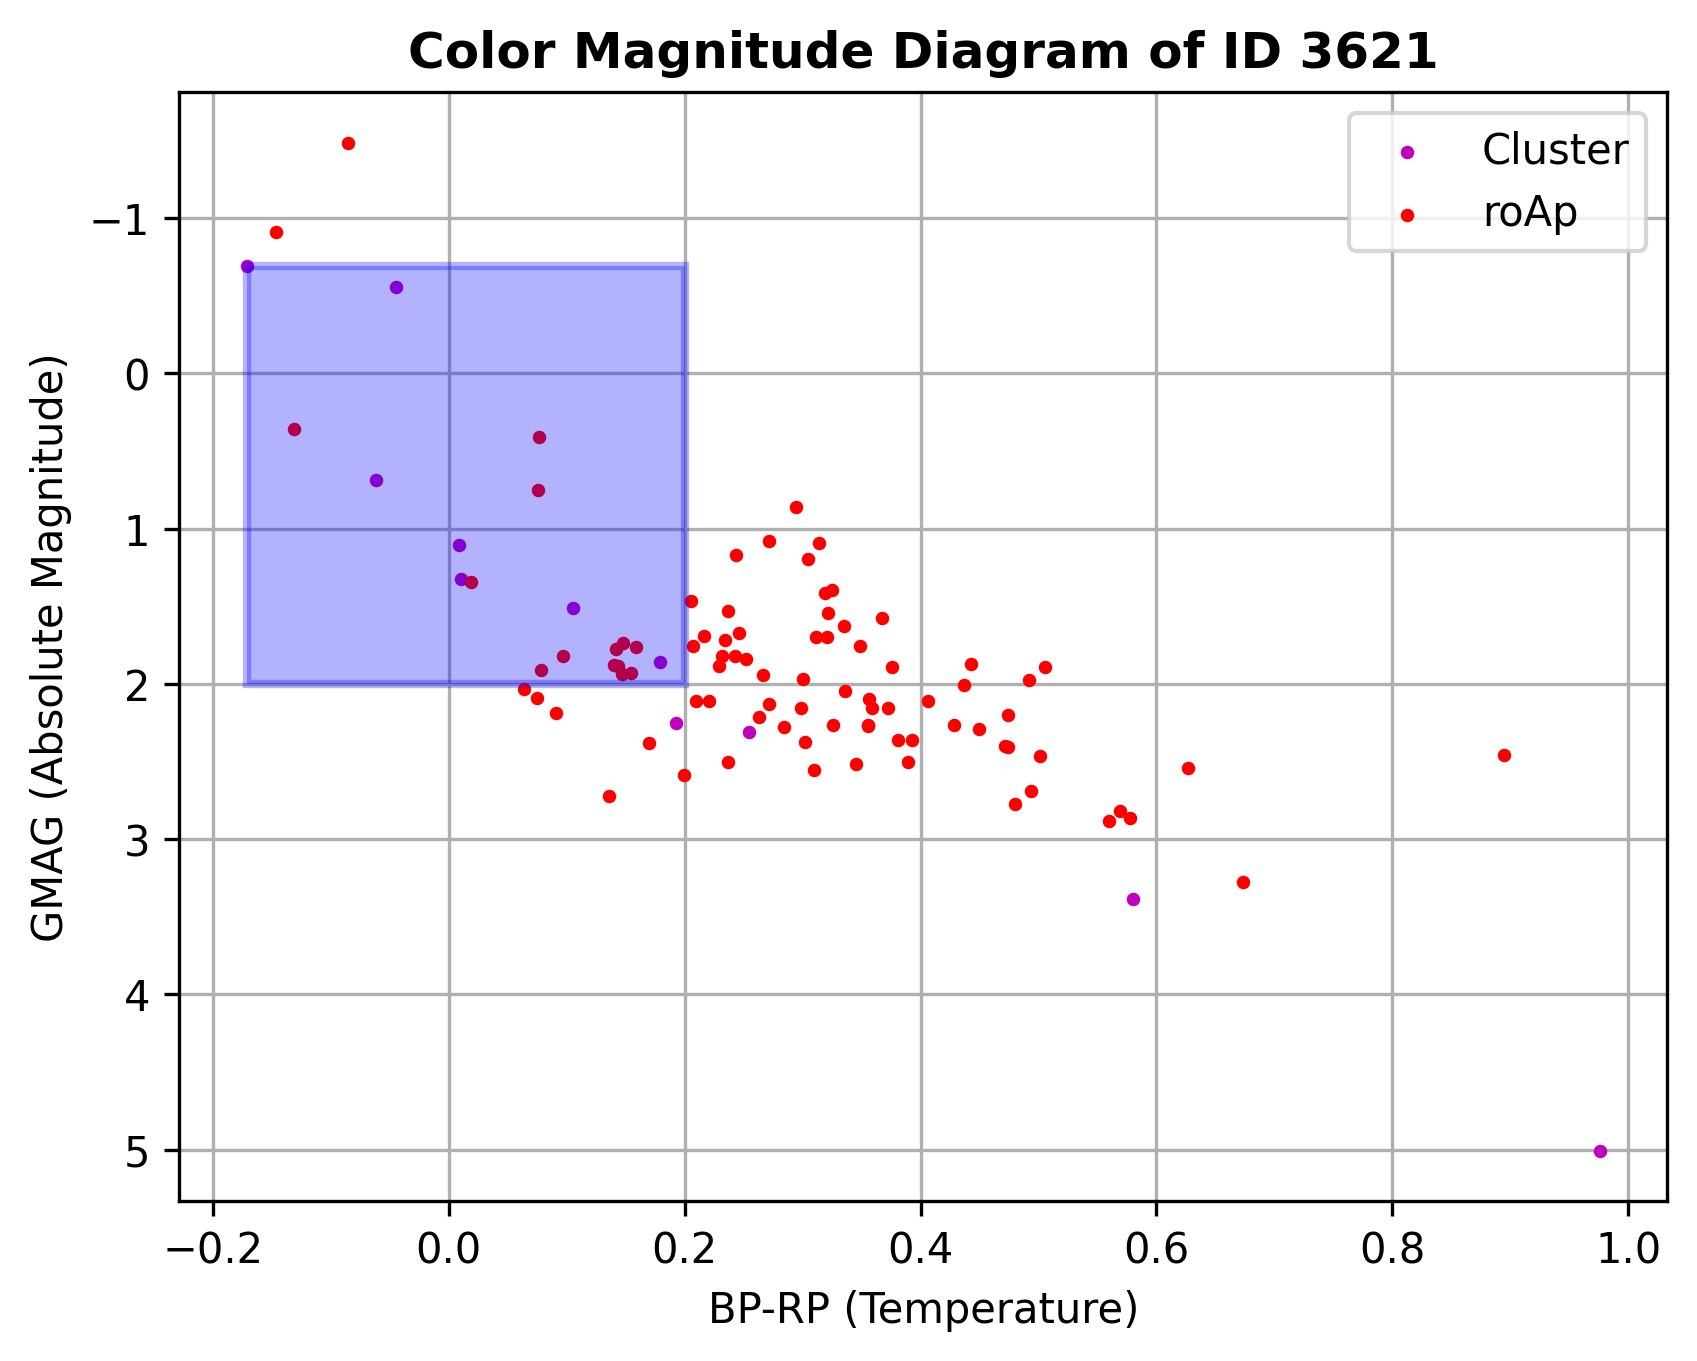 Color Magnitude Diagram of ID 3621
Cluster
roAp
GMAG (Absolute Magnitude)
−1
0
1
2
3
4
5
−0.2 0.0 0.2 0.4 0.6 0.8 1.0
BP-RP (Temperature)